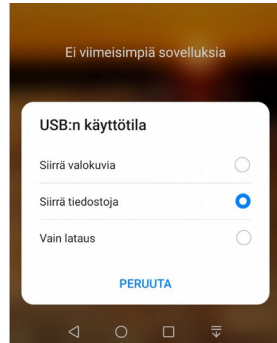 Ei viimeisimpiä sovelluksia
USB:n käyttötila
Siirrä valokuvia
Siirrä tiedostoja
Vain lataus
PERUUTA